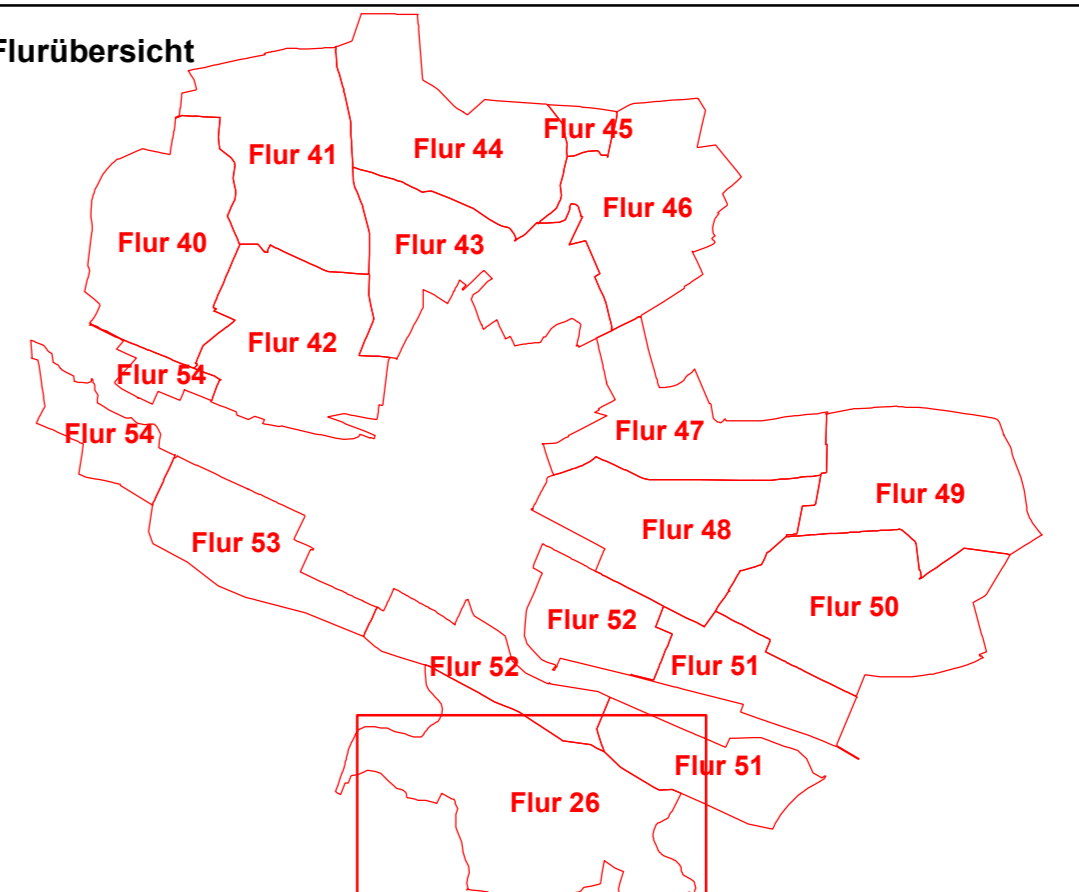 Flurübersicht
Flur 45
Flur 44
Flur 41
Flur 46
Flur 40
Flur 43
Flur 42
Flur 54
Flur 47
Flur 54
Flur 49
Flur 48
Flur 53
Flur 50
Flur 52
Flur 52
Flur 51
Flur 51
Flur 26